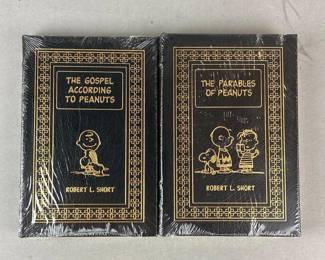 THE GOSPEL
ACCORDING
TO PEANUTS
ROBERT L. SHORT
THE PARABLES
OF PEANUTS
ROBERT L. SHORT